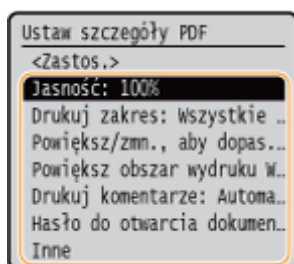 Ustaw szczegóły PDF
<Zastos.>
Jasność: 100%
Drukuj zakres: Wszystkie ..
Powiększ/zmn., aby dopas...
Powiększ obszar wydruku W...
Drukuj komentarze: Automa...
Hasło do otwarcia dokumen...
Inne